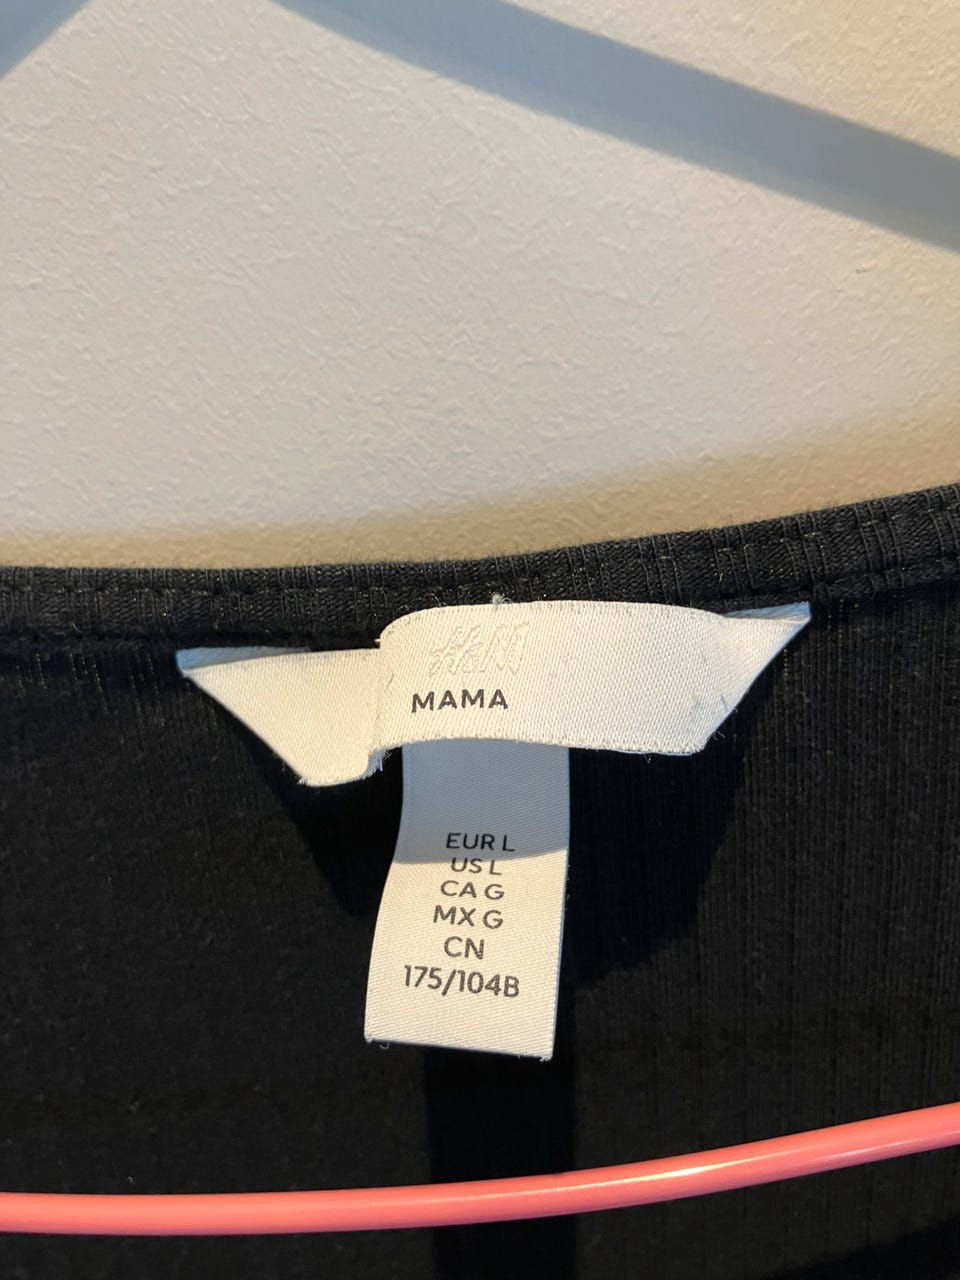 H&M
MAMA
EUR L
US L
CA G
MX G
CN
175/104B